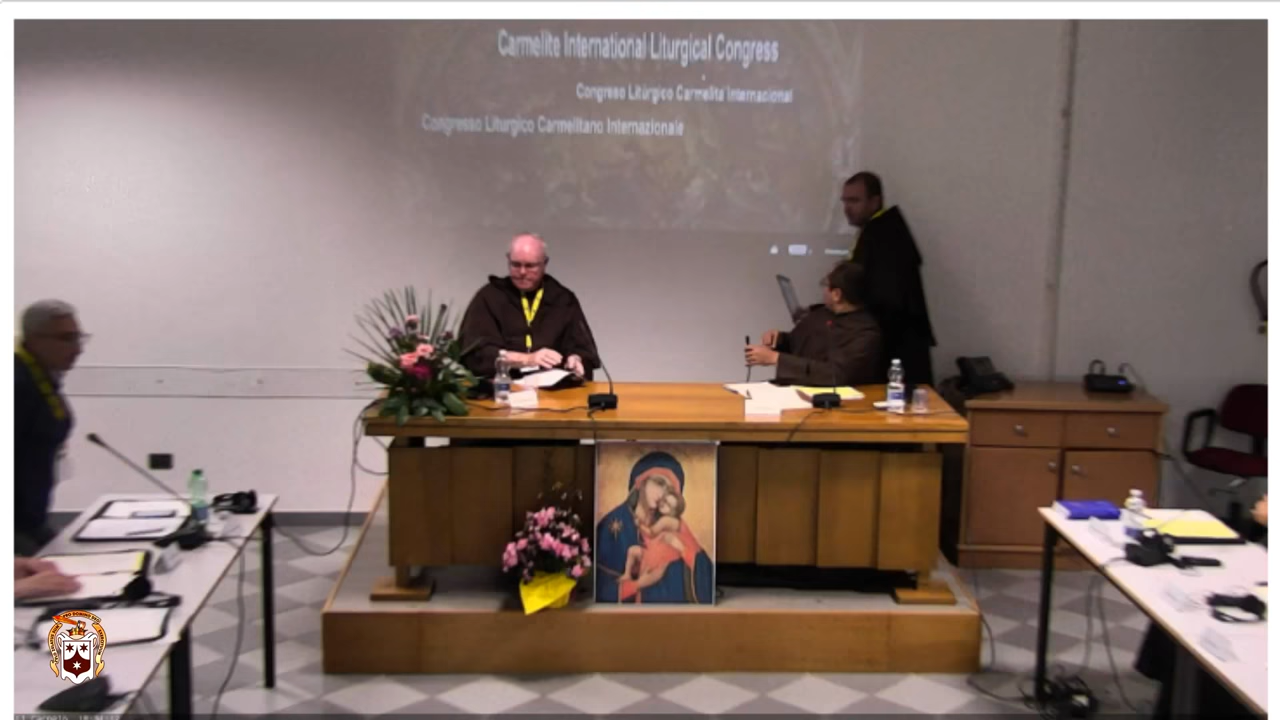 Carmelite International Liturgical Congress
Congreso Litúrgico Carmelita Internacional
Congresso Liturgico Carmelitano Internazionale